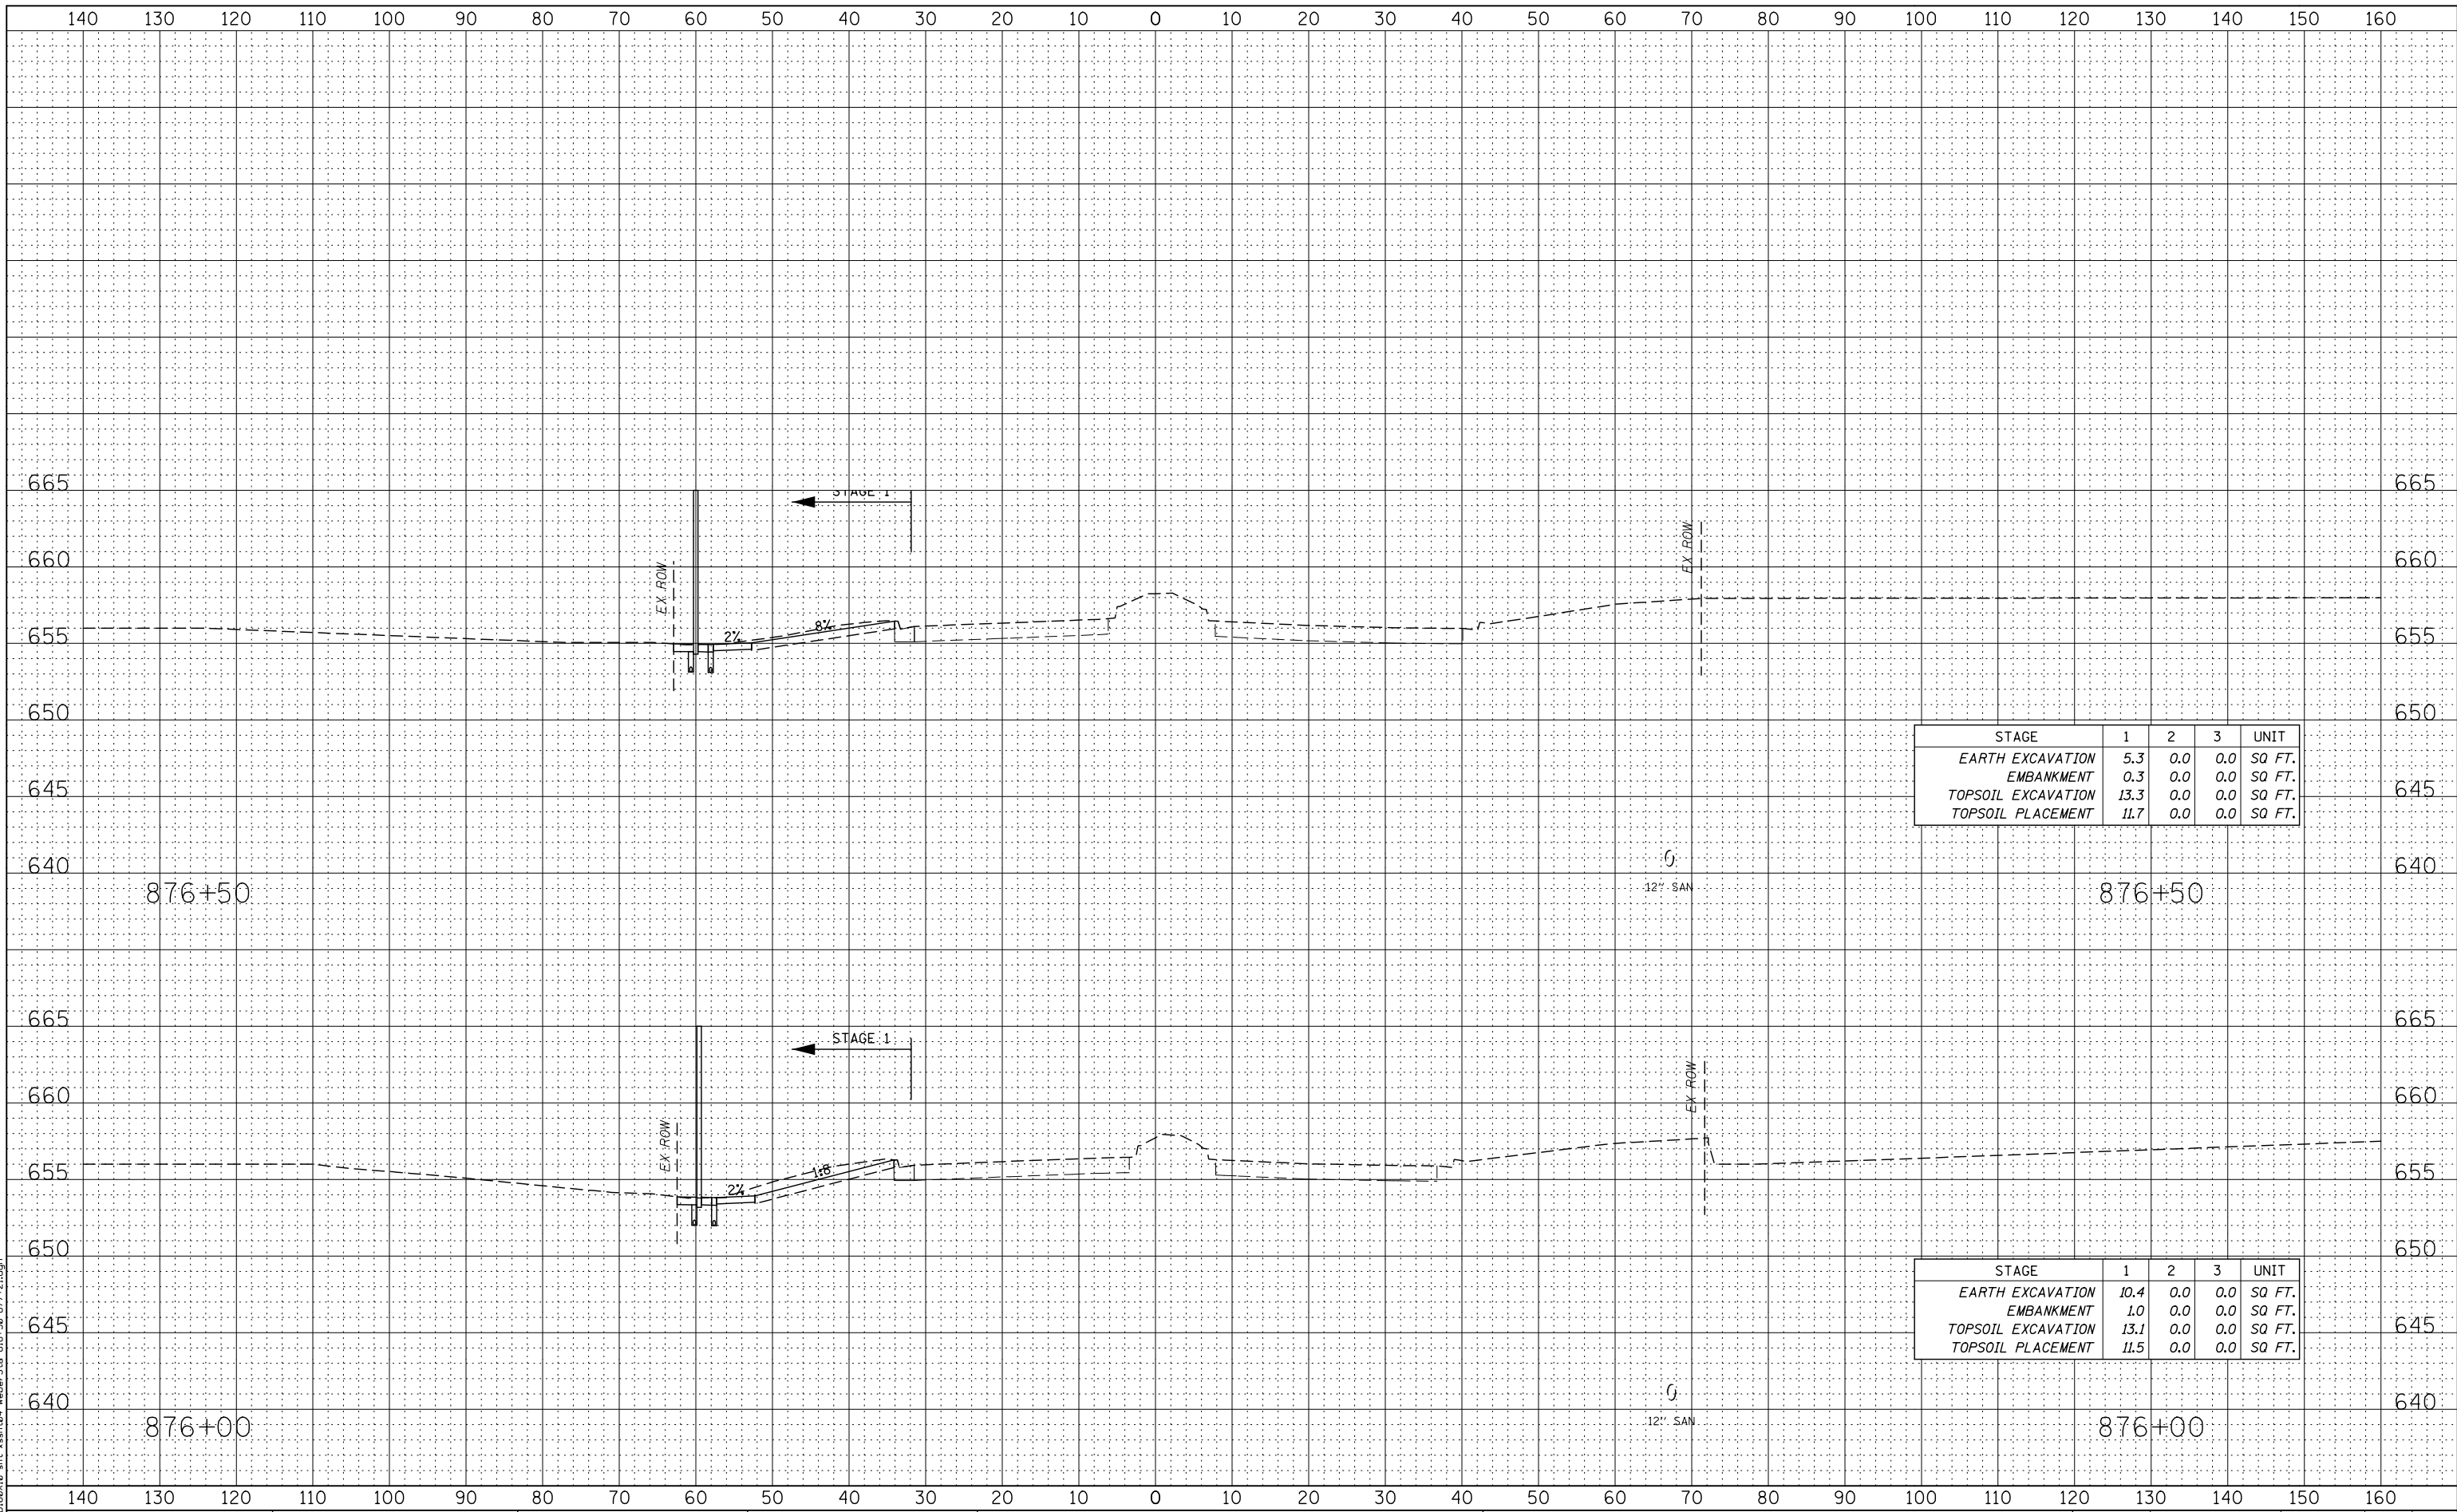 140 130 120 110 100 90 80 70 60 50 40 30 20 10 0 10 20 30 40 50 60 70 80 90 100 110 120 130 140 150 160
665 STAGE 1 665
EX ROW
660 660
EX ROW
8%
2%
655 655
650 650
STAGE 1 2 3 UNIT
EARTH EXCAVATION 5.3 0.0 0.0 SQ FT.
EMBANKMENT 0.3 0.0 0.0 SQ FT.
645 645
TOPSOIL EXCAVATION 13.3 0.0 0.0 SQ FT.
TOPSOIL PLACEMENT 11.7 0.0 0.0 SQ FT.
640 640
12" SAN
876+50 876+50
665 665
STAGE 1
660 660
EX ROW
EX ROW
1:8
2%
655 655
650 650
STAGE 1 2 3 UNIT
EARTH EXCAVATION 10.4 0.0 0.0 SQ FT.
EMBANKMENT 1.0 0.0 0.0 SQ FT.
645 645
TOPSOIL EXCAVATION 13.1 0.0 0.0 SQ FT.
TOPSOIL PLACEMENT 11.5 0.0 0.0 SQ FT.
640 640
12" SAN
876+00 876+00
140 130 120 110 100 90 80 70 60 50 40 30 20 10 0 10 20 30 40 50 60 70 80 90 100 110 120 130 140 150 160